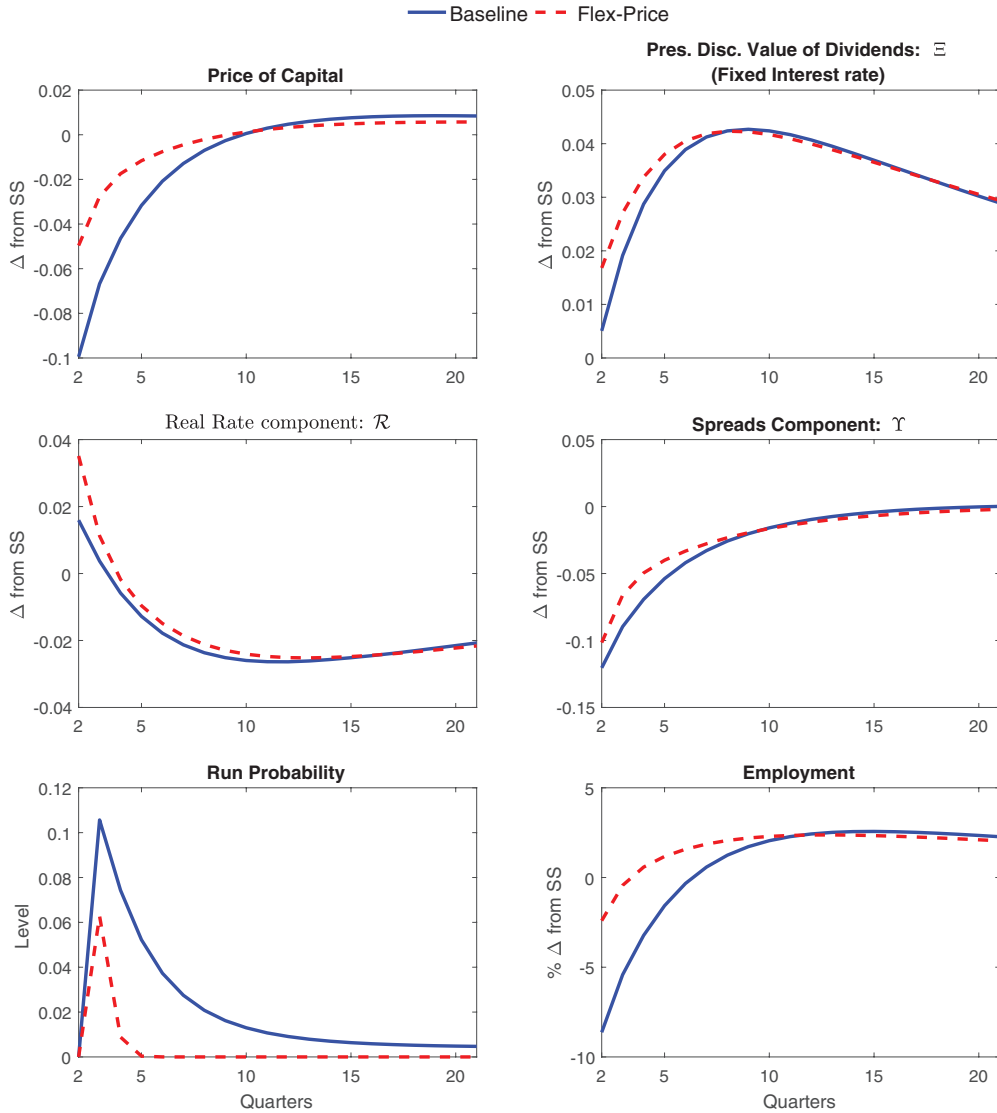 Baseline Flex-Price
Price of Capital
0.02
0
-0.02
-0.04
-0.06
-0.08
-0.1
Δ from SS
2 5 10 15 20
Pres. Disc. Value of Dividends: Ξ
(Fixed Interest rate)
0.05
0.04
0.03
0.02
0.01
0
Δ from SS
2 5 10 15 20
Real Rate component: ℛ
0.04
0.02
0
-0.02
-0.04
Δ from SS
2 5 10 15 20
Spreads Component: ϒ
0.05
0
-0.05
-0.1
-0.15
Δ from SS
2 5 10 15 20
Run Probability
0.12
0.1
0.08
0.06
0.04
0.02
0
Level
2 5 10 15 20
Quarters
Employment
5
0
-5
-10
% Δ from SS
2 5 10 15 20
Quarters